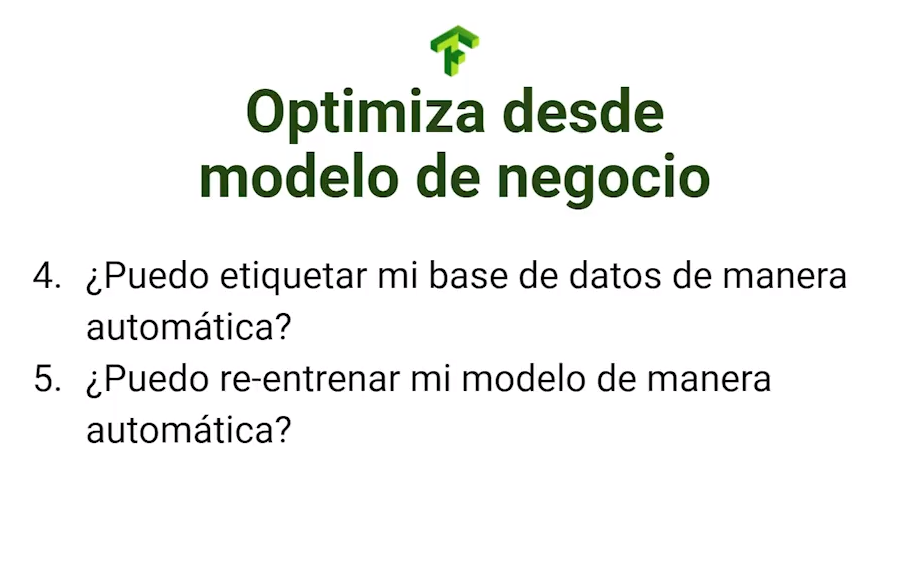 Optimiza desde
modelo de negocio
4. ¿Puedo etiquetar mi base de datos de manera
automática?
5. ¿Puedo re-entrenar mi modelo de manera
automática?